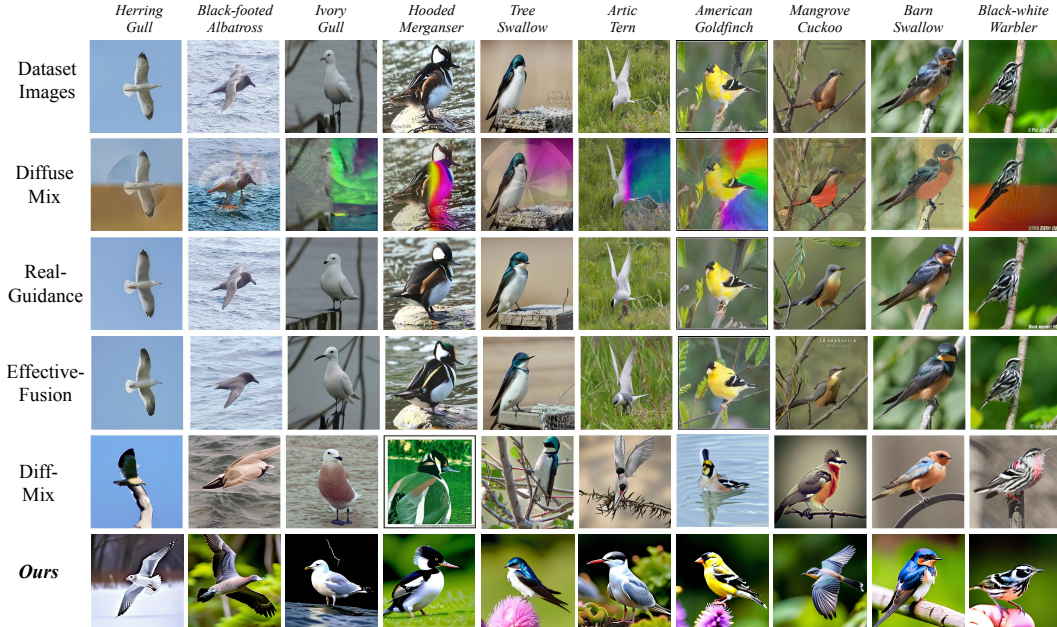 Herring
Gull
Black-footed
Albatross
Ivory
Gull
Hooded
Merganser
Tree
Swallow
Artic
Tern
American
Goldfinch
Mangrove
Cuckoo
Barn
Swallow
Black-white
Warbler
Dataset
Images
Diffuse
Mix
Real-
Guidance
Effective-
Fusion
Diff-
Mix
Ours